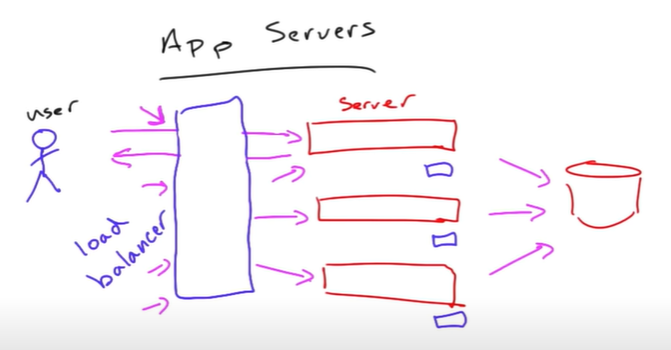 App Servers
user
server
load
balancer